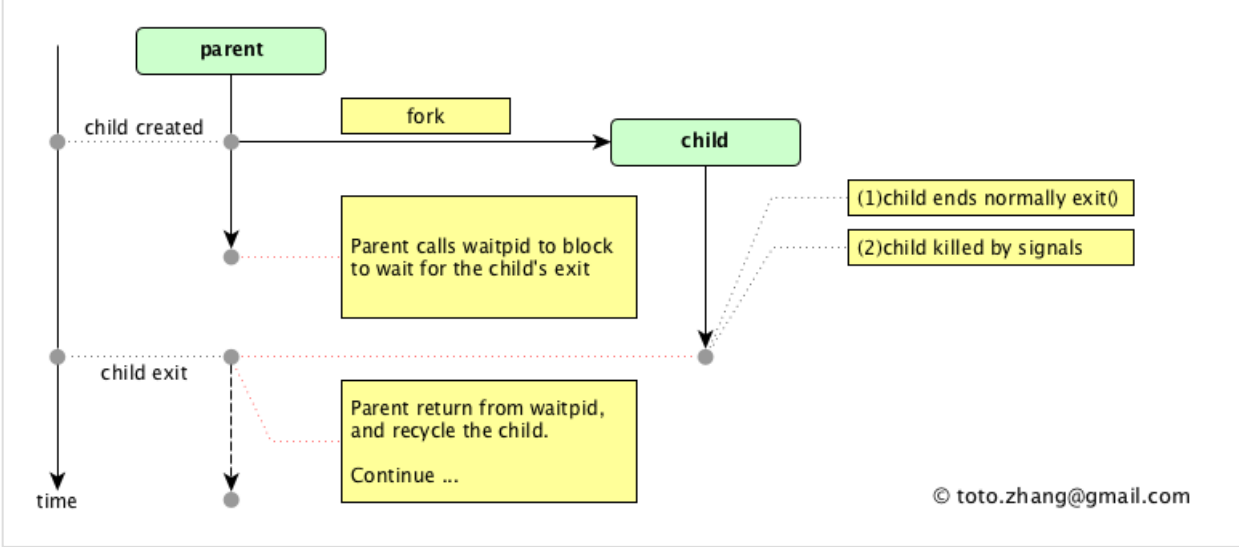 parent
child created
fork
child
(1)child ends normally exit()
(2)child killed by signals
Parent calls waitpid to block
to wait for the child's exit
child exit
Parent return from waitpid,
and recycle the child.
Continue ...
time
© toto.zhang@gmail.com